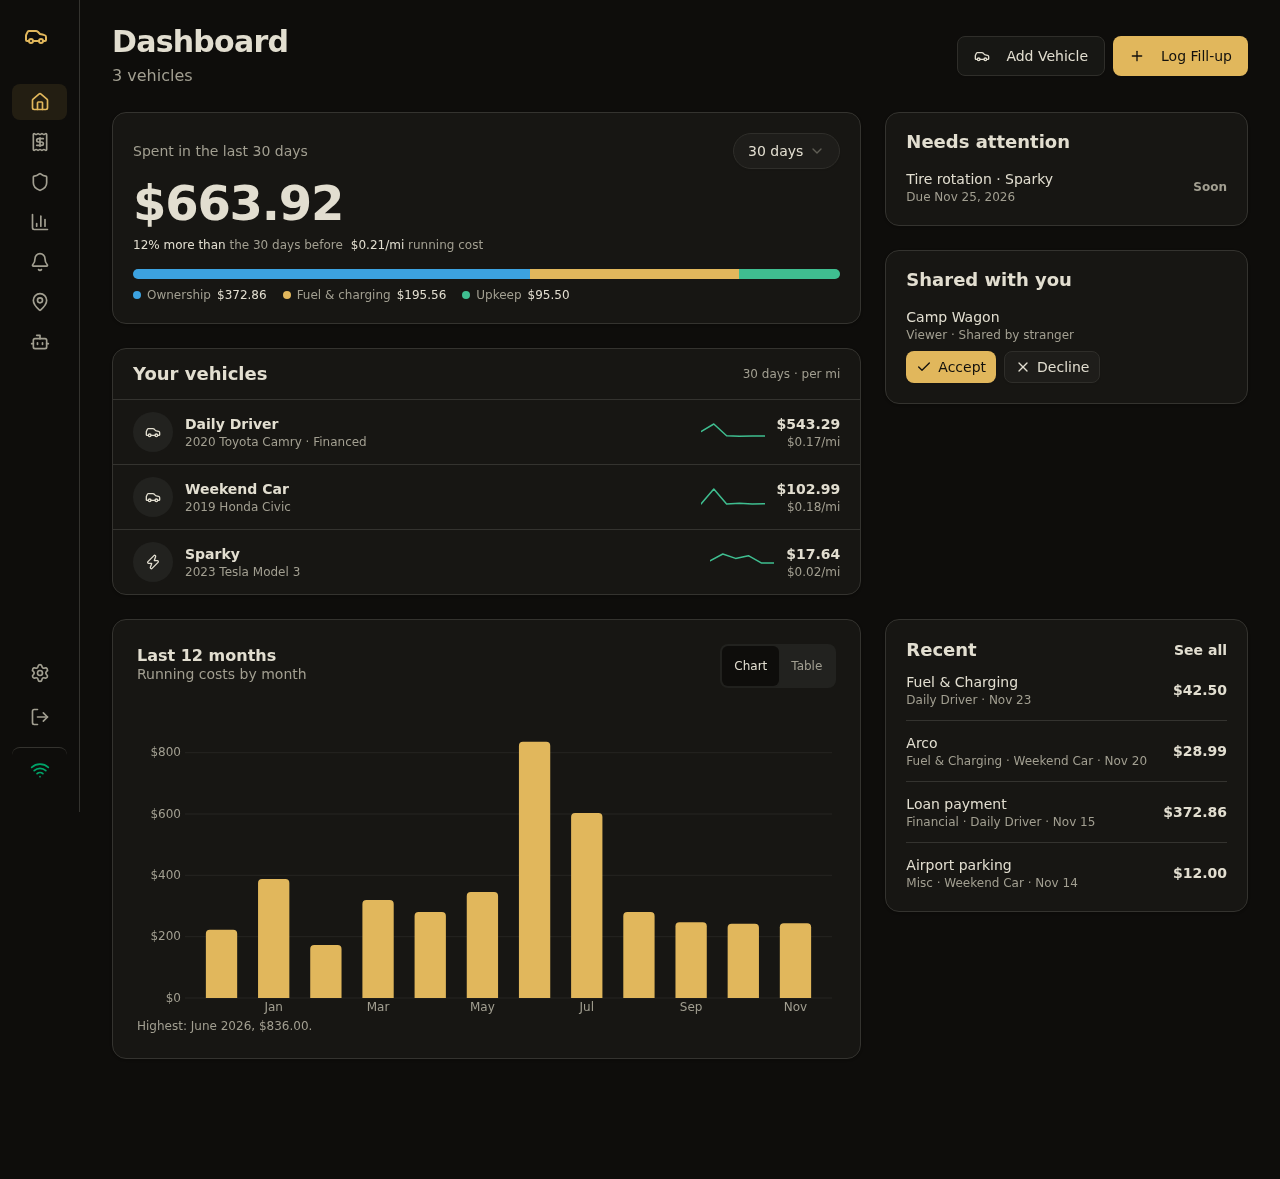 Dashboard
3 vehicles
Add Vehicle
Log Fill-up
Spent in the last 30 days
30 days
$663.92
12% more than the 30 days before $0.21/mi running cost
Ownership $372.86 Fuel & charging $195.56 Upkeep $95.50
Needs attention
Tire rotation · Sparky
Due Nov 25, 2026
Soon
Shared with you
Camp Wagon
Viewer · Shared by stranger
Accept
Decline
Your vehicles
30 days · per mi
Daily Driver
2020 Toyota Camry · Financed
$543.29
$0.17/mi
Weekend Car
2019 Honda Civic
$102.99
$0.18/mi
Sparky
2023 Tesla Model 3
$17.64
$0.02/mi
Last 12 months
Running costs by month
Chart
Table
$800
$600
$400
$200
$0
Jan Mar May Jul Sep Nov
Highest: June 2026, $836.00.
Recent
See all
Fuel & Charging
Daily Driver · Nov 23
$42.50
Arco
Fuel & Charging · Weekend Car · Nov 20
$28.99
Loan payment
Financial · Daily Driver · Nov 15
$372.86
Airport parking
Misc · Weekend Car · Nov 14
$12.00